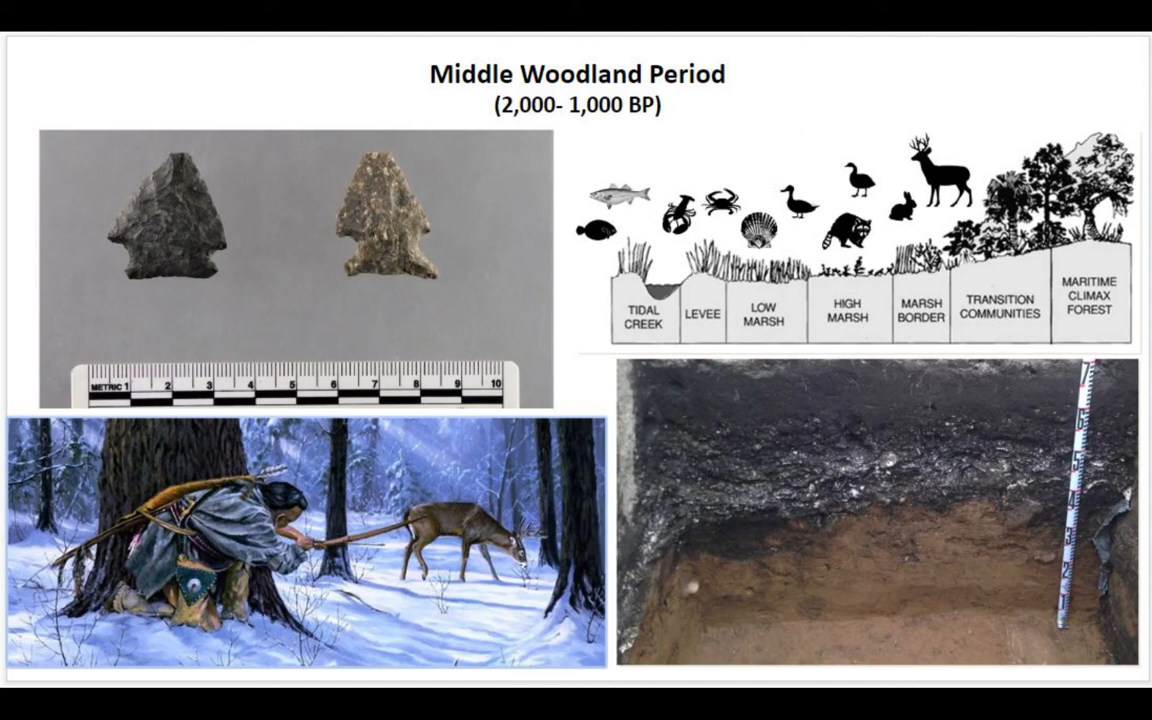 Middle Woodland Period
(2,000- 1,000 BP)
METRIC 1 2 3 4 5 6 7 8 9 10
TIDAL
CREEK
LEVEE
LOW
MARSH
HIGH
MARSH
MARSH
BORDER
TRANSITION
COMMUNITIES
MARITIME
CLIMAX
FOREST